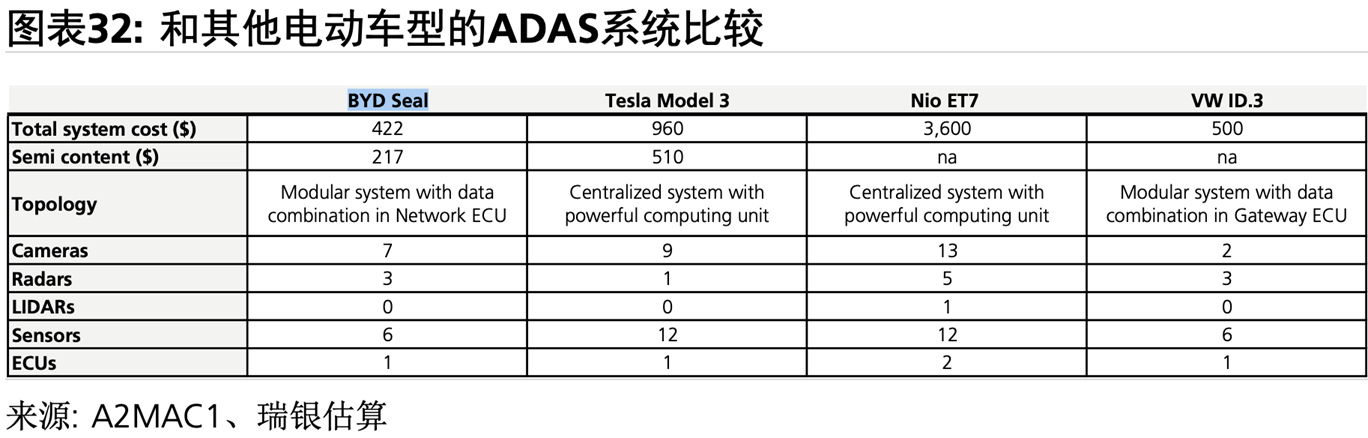 图表32: 和其他电动车型的ADAS系统比较
BYD Seal Tesla Model 3 Nio ET7 VW ID.3
Total system cost ($) 422 960 3,600 500
Semi content ($) 217 510 na na
Topology
Modular system with data
combination in Network ECU
Centralized system with
powerful computing unit
Centralized system with
powerful computing unit
Modular system with data
combination in Gateway ECU
Cameras 7 9 13 2
Radars 3 1 5 3
LIDARs 0 0 1 0
Sensors 6 12 12 6
ECUs 1 1 2 1
来源: A2MAC1、瑞银估算